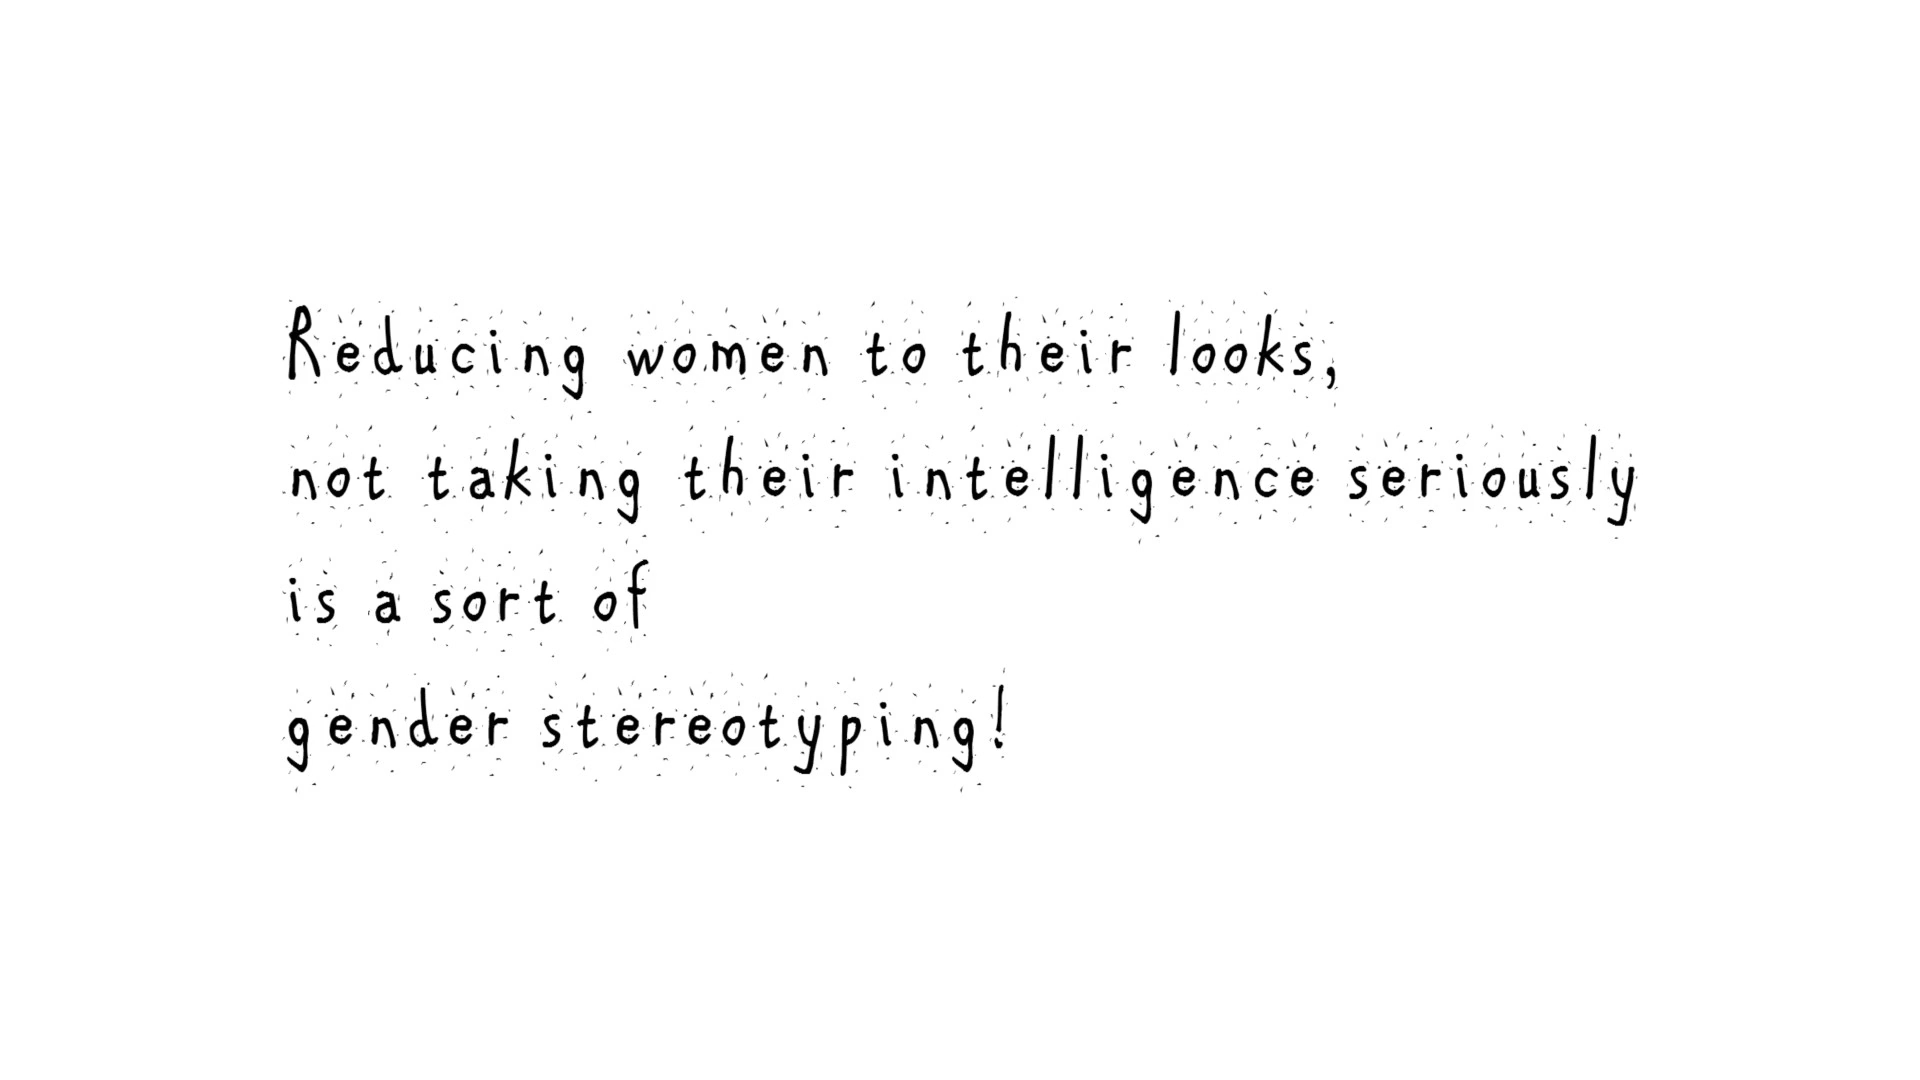 Reducing women to their looks,
not taking their intelligence seriously
is a sort of
gender stereotyping!